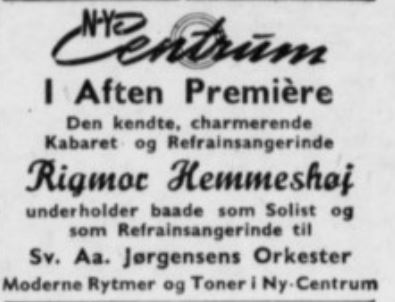 Ny-Centrum
I Aften Première
Den kendte, charmerende
Kabaret og Refrainsangerinde
Rigmor Hemmeshøj
underholder baade som Solist og
som Refrainsangerinde til
Sv. Aa. Jørgensens Orkester
Moderne Rytmer og Toner i Ny-Centrum